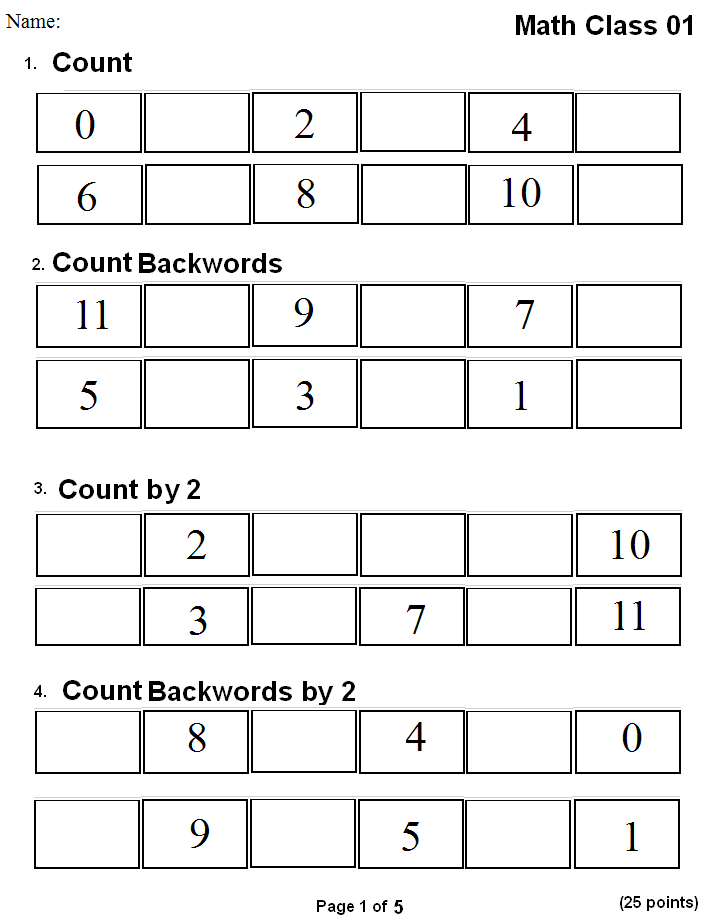 Name:
Math Class 01
1. Count
0 2 4
6 8 10
2. Count Backwords
11 9 7
5 3 1
3. Count by 2
2 10
3 7 11
4. Count Backwords by 2
8 4 0
9 5 1
Page 1 of 5
(25 points)